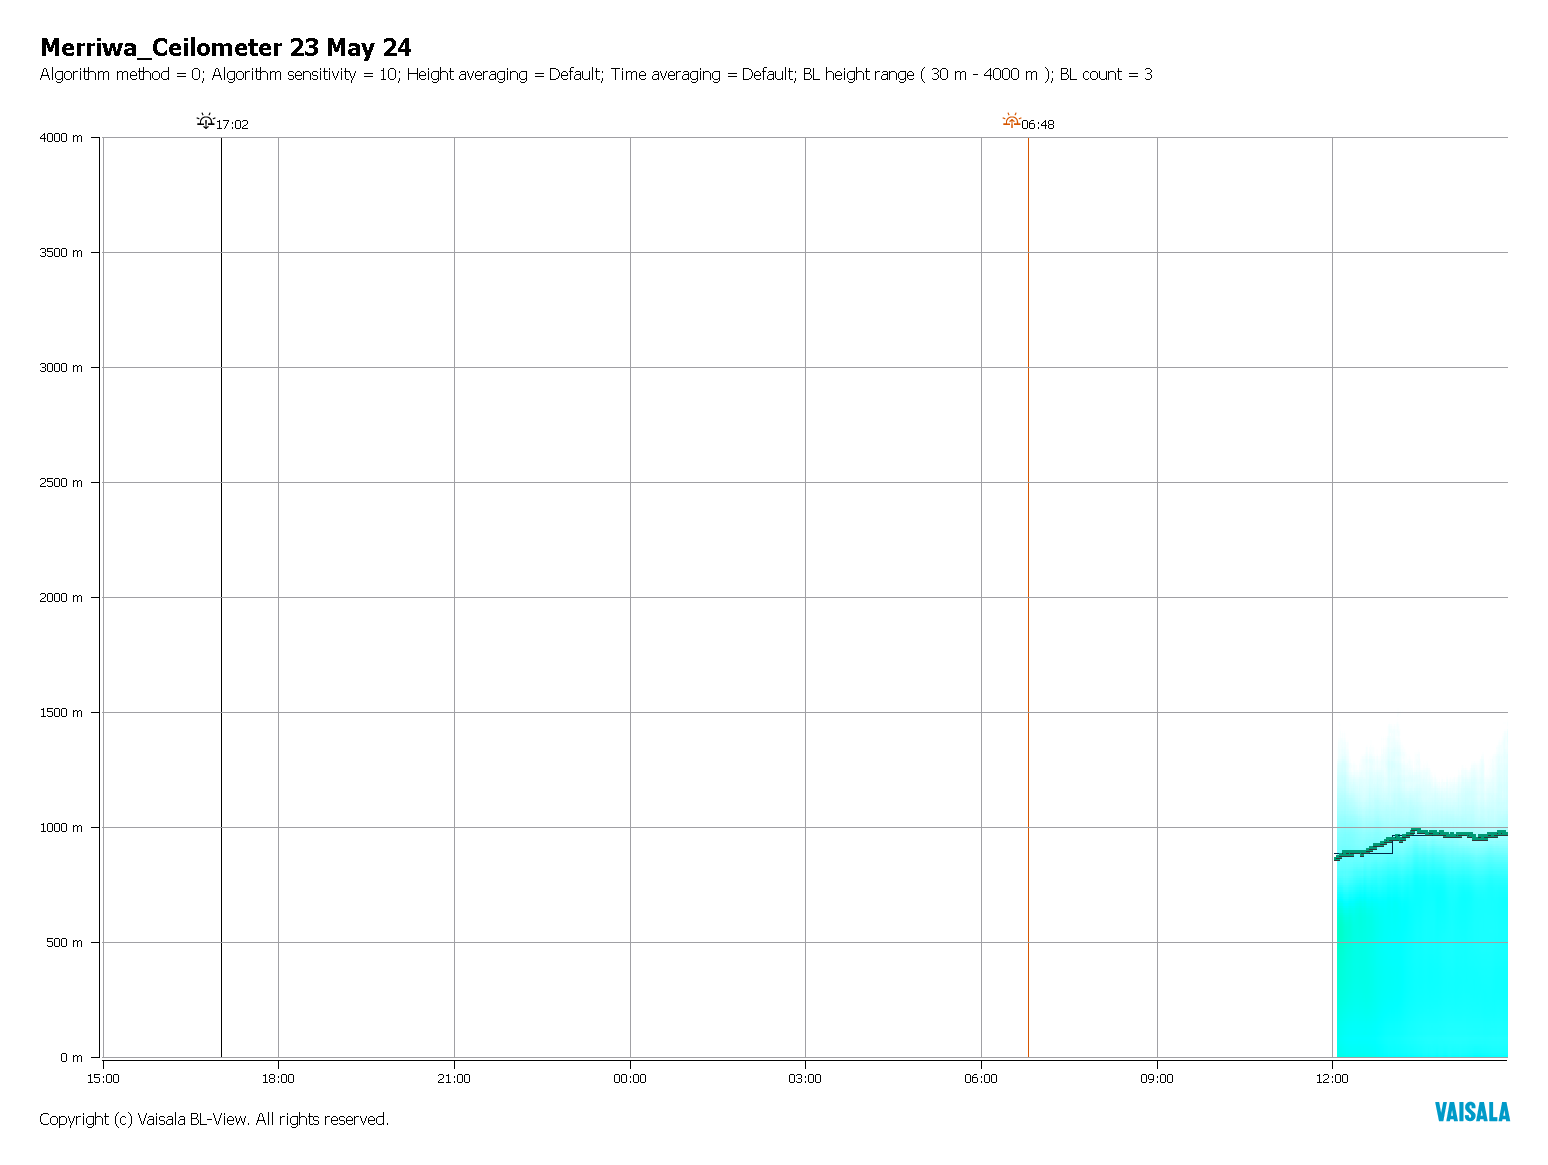 Merriwa_Ceilometer 23 May 24
Algorithm method = 0; Algorithm sensitivity = 10; Height averaging = Default; Time averaging = Default; BL height range ( 30 m - 4000 m ); BL count = 3
17:02 06:48
4000 m
3500 m
3000 m
2500 m
2000 m
1500 m
1000 m
500 m
0 m
15:00 18:00 21:00 00:00 03:00 06:00 09:00 12:00
Copyright (c) Vaisala BL-View. All rights reserved.
VAISALA